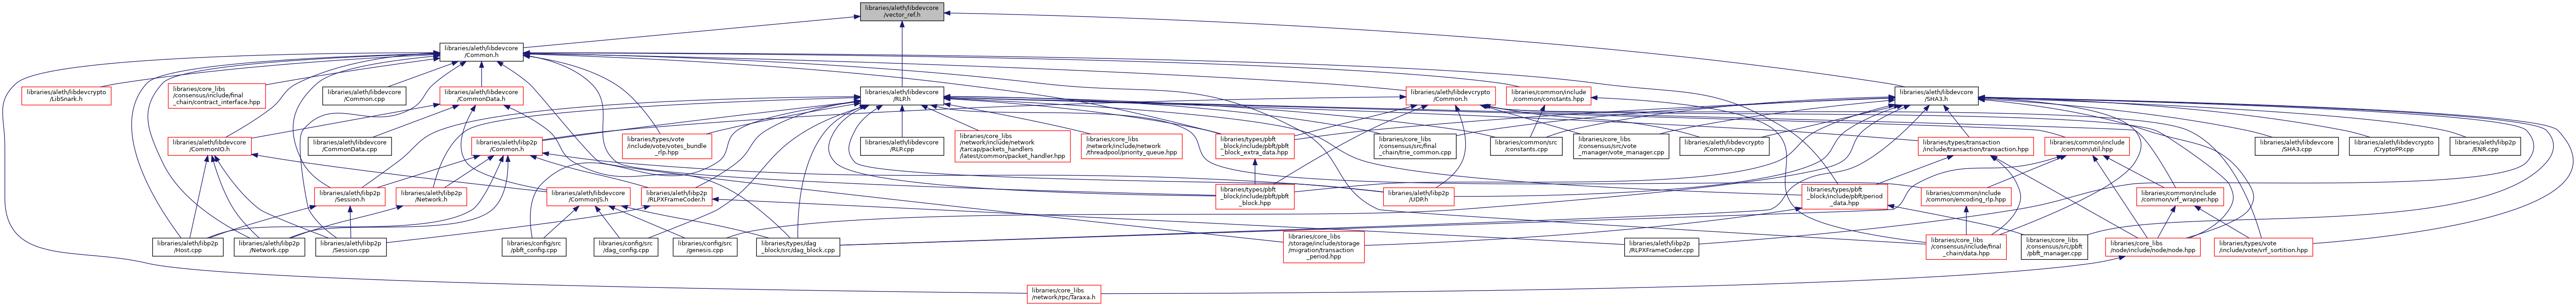 libraries/aleth/libdevcore
/vector_ref.h
libraries/aleth/libdevcore
/Common.h
libraries/aleth/libdevcrypto
/LibSnark.h
libraries/core_libs
/consensus/include/final
_chain/contract_interface.hpp
libraries/aleth/libdevcore
/Common.cpp
libraries/aleth/libdevcore
/CommonData.h
libraries/aleth/libdevcore
/RLP.h
libraries/aleth/libdevcrypto
/Common.h
libraries/common/include
/common/constants.hpp
libraries/aleth/libdevcore
/SHA3.h
libraries/aleth/libdevcore
/CommonIO.h
libraries/aleth/libdevcore
/CommonData.cpp
libraries/aleth/libp2p
/Common.h
libraries/types/vote
/include/vote/votes_bundle
_rlp.hpp
libraries/aleth/libdevcore
/RLP.cpp
libraries/core_libs
/network/include/network
/tarcap/packets_handlers
/latest/common/packet_handler.hpp
libraries/core_libs
/network/include/network
/threadpool/priority_queue.hpp
libraries/types/pbft
_block/include/pbft/pbft
_block_extra_data.hpp
libraries/core_libs
/consensus/src/final
_chain/trie_common.cpp
libraries/common/src
/constants.cpp
libraries/core_libs
/consensus/src/vote
_manager/vote_manager.cpp
libraries/aleth/libdevcrypto
/Common.cpp
libraries/types/transaction
/include/transaction/transaction.hpp
libraries/common/include
/common/util.hpp
libraries/aleth/libdevcore
/SHA3.cpp
libraries/aleth/libdevcrypto
/CryptoPP.cpp
libraries/aleth/libp2p
/ENR.cpp
libraries/aleth/libp2p
/Session.h
libraries/aleth/libp2p
/Network.h
libraries/aleth/libdevcore
/CommonJS.h
libraries/aleth/libp2p
/RLPXFrameCoder.h
libraries/types/pbft
_block/include/pbft/pbft
_block.hpp
libraries/aleth/libp2p
/UDP.h
libraries/types/pbft
_block/include/pbft/period
_data.hpp
libraries/common/include
/common/encoding_rlp.hpp
libraries/common/include
/common/vrf_wrapper.hpp
libraries/aleth/libp2p
/Host.cpp
libraries/aleth/libp2p
/Network.cpp
libraries/aleth/libp2p
/Session.cpp
libraries/config/src
/pbft_config.cpp
libraries/config/src
/dag_config.cpp
libraries/config/src
/genesis.cpp
libraries/types/dag
_block/src/dag_block.cpp
libraries/core_libs
/storage/include/storage
/migration/transaction
_period.hpp
libraries/aleth/libp2p
/RLPXFrameCoder.cpp
libraries/core_libs
/consensus/include/final
_chain/data.hpp
libraries/core_libs
/consensus/src/pbft
/pbft_manager.cpp
libraries/core_libs
/node/include/node/node.hpp
libraries/types/vote
/include/vote/vrf_sortition.hpp
libraries/core_libs
/network/rpc/Taraxa.h